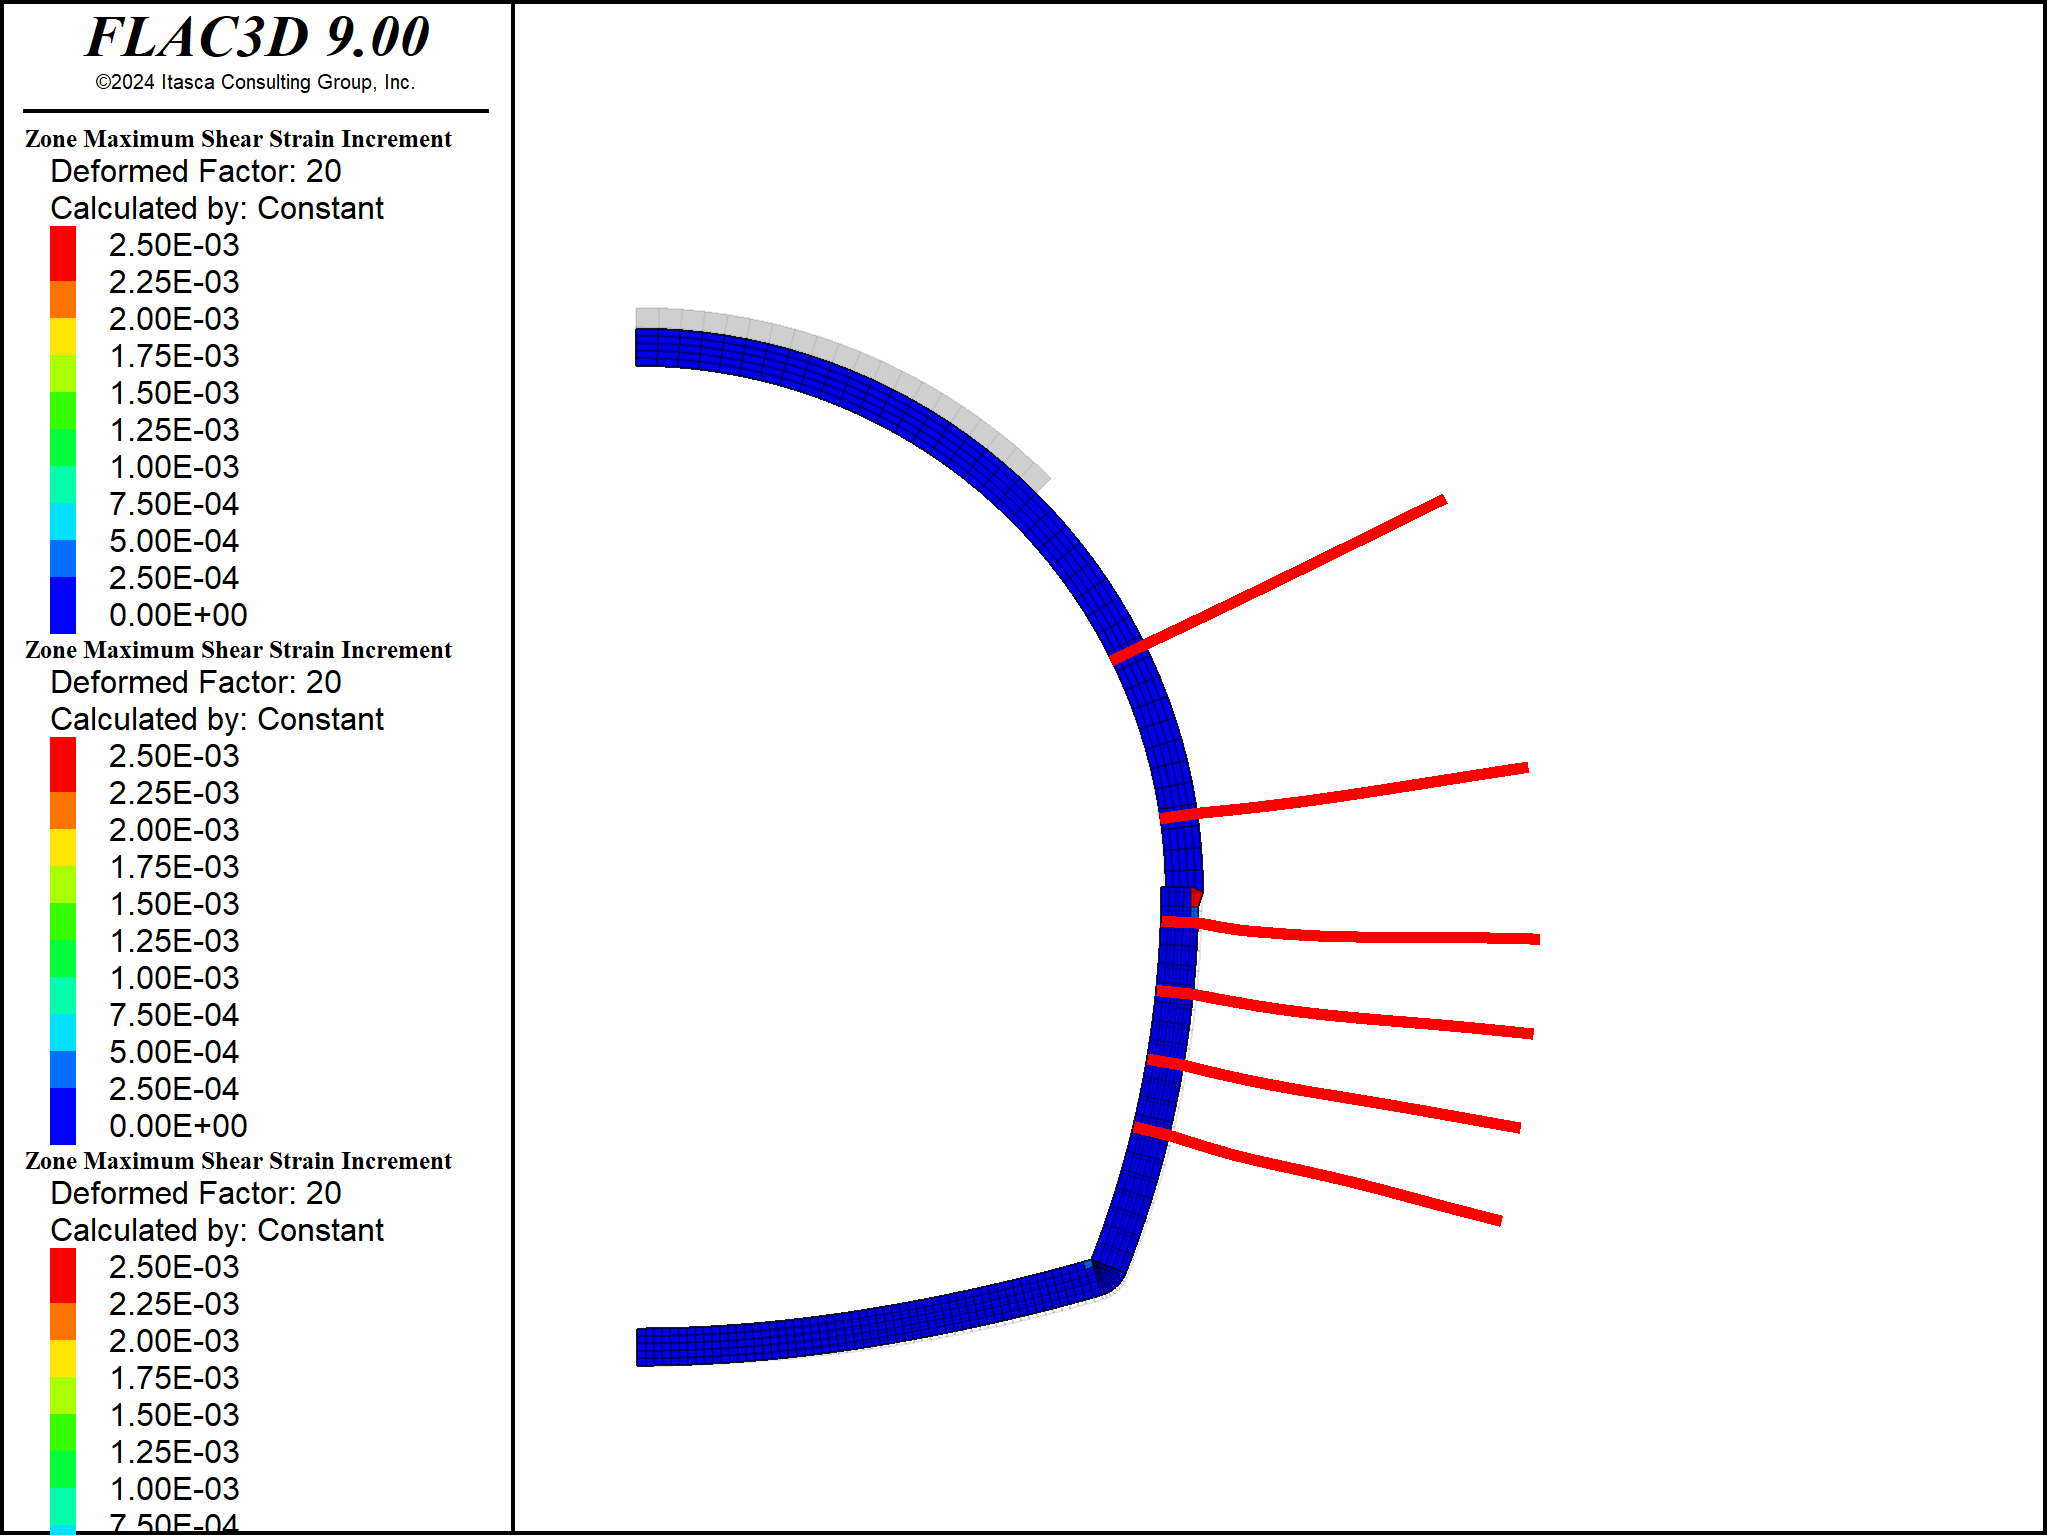 FLAC3D 9.00
©2024 Itasca Consulting Group, Inc.
Zone Maximum Shear Strain Increment
Deformed Factor: 20
Calculated by: Constant
2.50E-03
2.25E-03
2.00E-03
1.75E-03
1.50E-03
1.25E-03
1.00E-03
7.50E-04
5.00E-04
2.50E-04
0.00E+00
Zone Maximum Shear Strain Increment
Deformed Factor: 20
Calculated by: Constant
2.50E-03
2.25E-03
2.00E-03
1.75E-03
1.50E-03
1.25E-03
1.00E-03
7.50E-04
5.00E-04
2.50E-04
0.00E+00
Zone Maximum Shear Strain Increment
Deformed Factor: 20
Calculated by: Constant
2.50E-03
2.25E-03
2.00E-03
1.75E-03
1.50E-03
1.25E-03
1.00E-03
7.50E-04